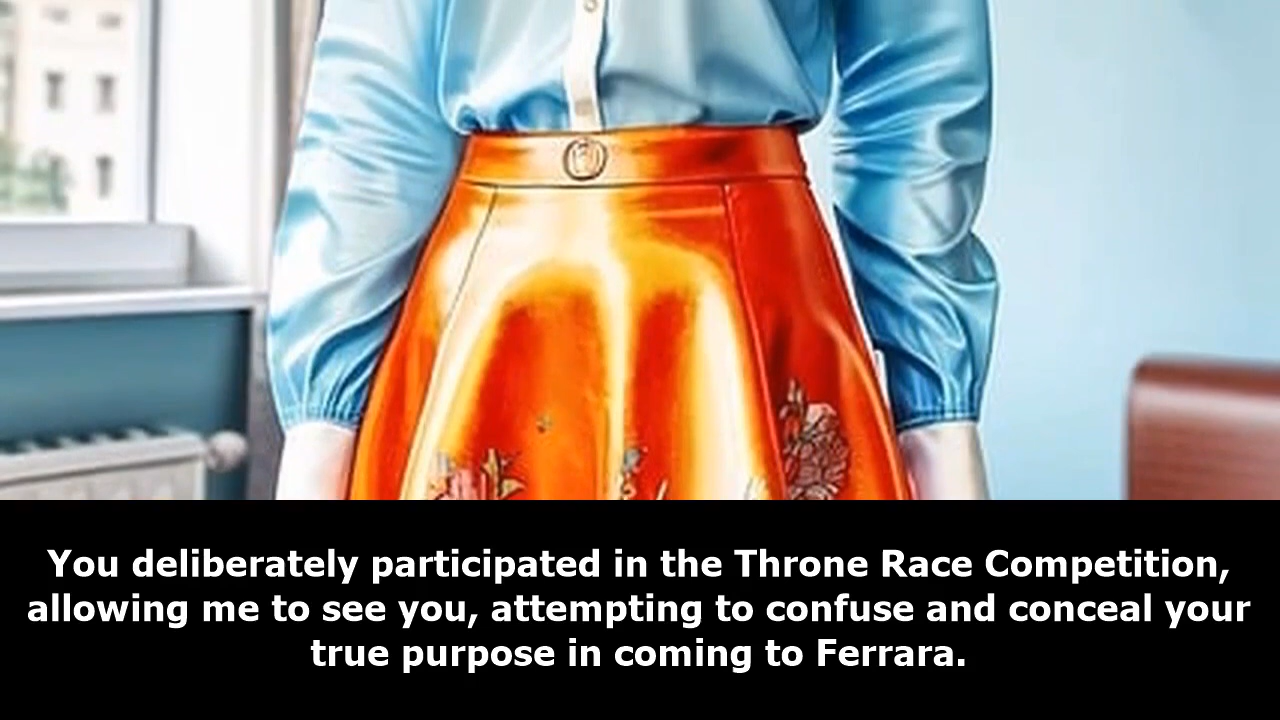 You deliberately participated in the Throne Race Competition,
allowing me to see you, attempting to confuse and conceal your
true purpose in coming to Ferrara.